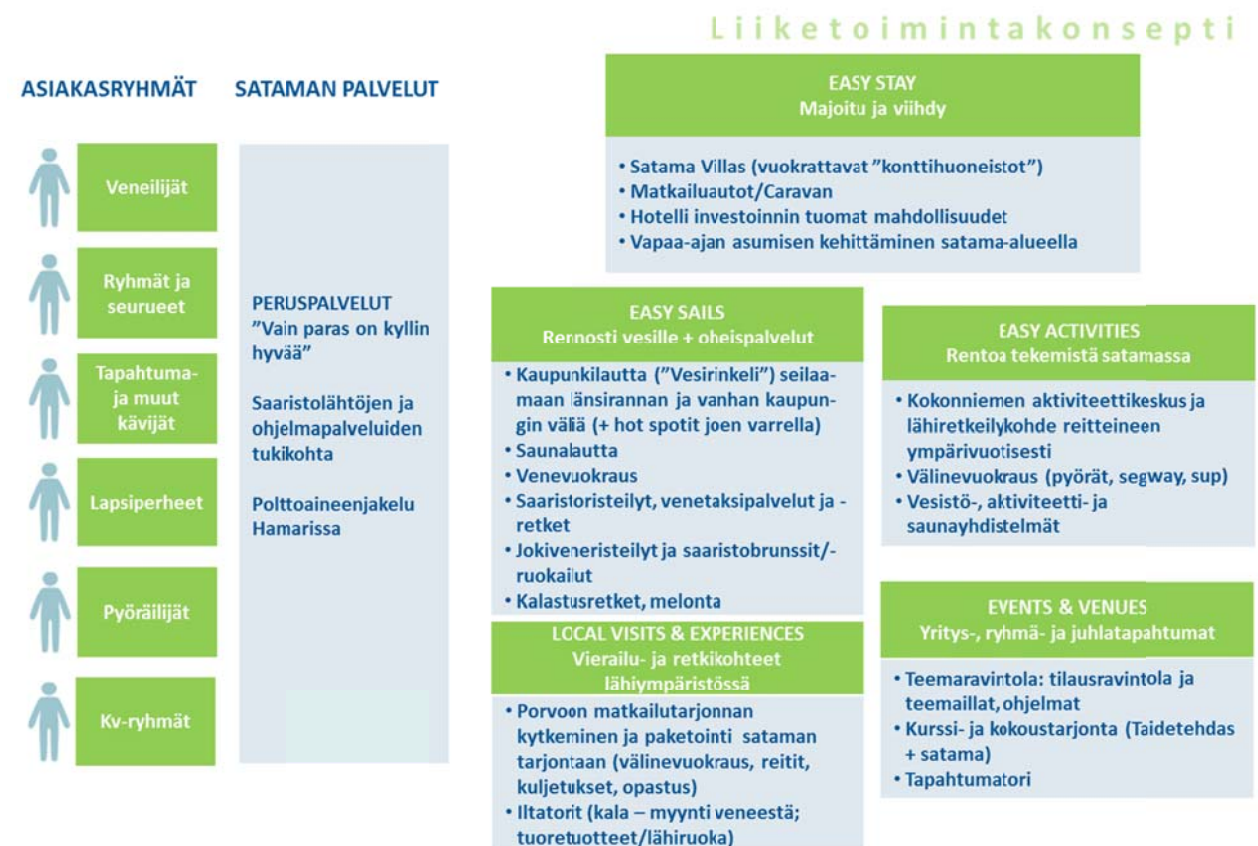 Liiketoimintakonsepti
ASIAKASRYHMÄT
Veneilijät
Ryhmät ja
seurueet
Tapahtuma-
ja muut
kävijät
Lapsiperheet
Pyöräilijät
Kv-ryhmät
SATAMAN PALVELUT
PERUSPALVELUT
”Vain paras on kyllin
hyvää”
Saaristolähtöjen ja
ohjelmapalveluiden
tukikohta
Polttoaineenjakelu
Hamarissa
EASY STAY
Majoitu ja viihdy
• Satama Villas (vuokrattavat ”konttihuoneistot”)
• Matkailuautot/Caravan
• Hotelli investoinnin tuomat mahdollisuudet
• Vapaa-ajan asumisen kehittäminen satama-alueella
EASY SAILS
Rennosti vesille + oheispalvelut
• Kaupunkilautta (”Vesirinkeli”) seilaa-
maan länsirannan ja vanhan kaupun-
gin väliä (+ hot spotit joen varrella)
• Saunalautta
• Venevuokraus
• Saaristoristeilyt, venetaksipalvelut ja -
retket
• Jokiveneristeilyt ja saaristobrunssit/-
ruokailut
• Kalastusretket, melonta
LOCAL VISITS & EXPERIENCES
Vierailu- ja retkikohteet
lähiympäristössä
• Porvoon matkailutarjonnan
kytkeminen ja paketointi sataman
tarjontaan (välinevuokraus, reitit,
kuljetukset, opastus)
• Iltatorit (kala – myynti veneestä;
tuoretuotteet/lähiruoka)
EASY ACTIVITIES
Rentoa tekemistä satamassa
• Kokonniemen aktiviteettikeskus ja
lähiretkeilykohde reitteineen
ympärivuotisesti
• Välinevuokraus (pyörät, segway, sup)
• Vesistö-, aktiviteetti- ja
saunayhdistelmät
EVENTS & VENUES
Yritys-, ryhmä- ja juhlatapahtumat
• Teemaravintola: tilausravintola ja
teemaillat, ohjelmat
• Kurssi- ja kokoustarjonta (Taidetehdas
+ satama)
• Tapahtumatori